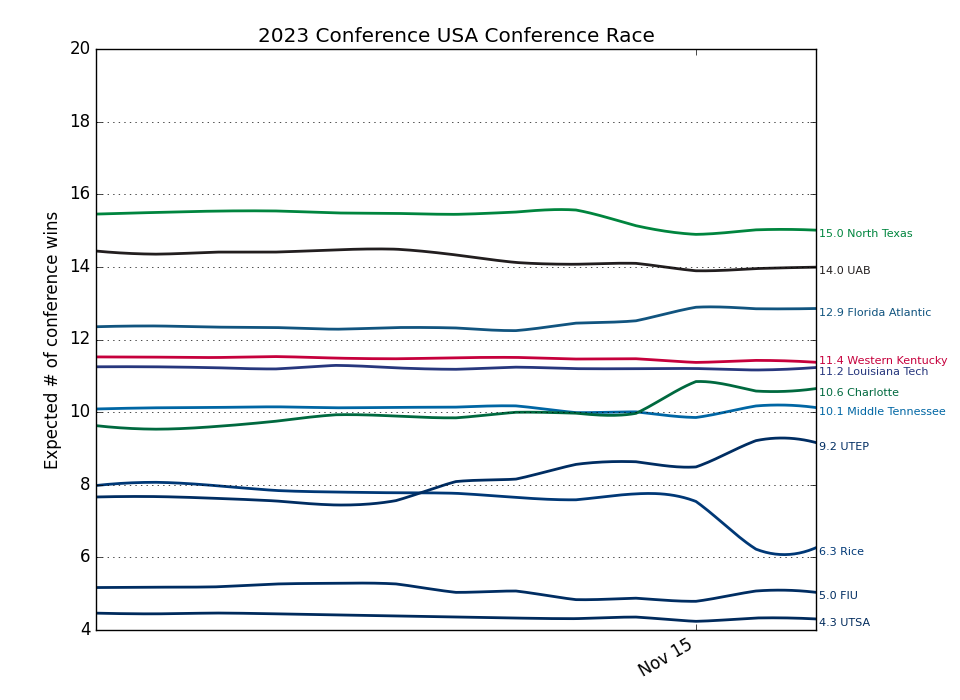 2023 Conference USA Conference Race
Expected # of conference wins
20
18
16
14
12
10
8
6
4
15.0 North Texas
14.0 UAB
12.9 Florida Atlantic
11.4 Western Kentucky
11.2 Louisiana Tech
10.6 Charlotte
10.1 Middle Tennessee
9.2 UTEP
6.3 Rice
5.0 FIU
4.3 UTSA
Nov 15